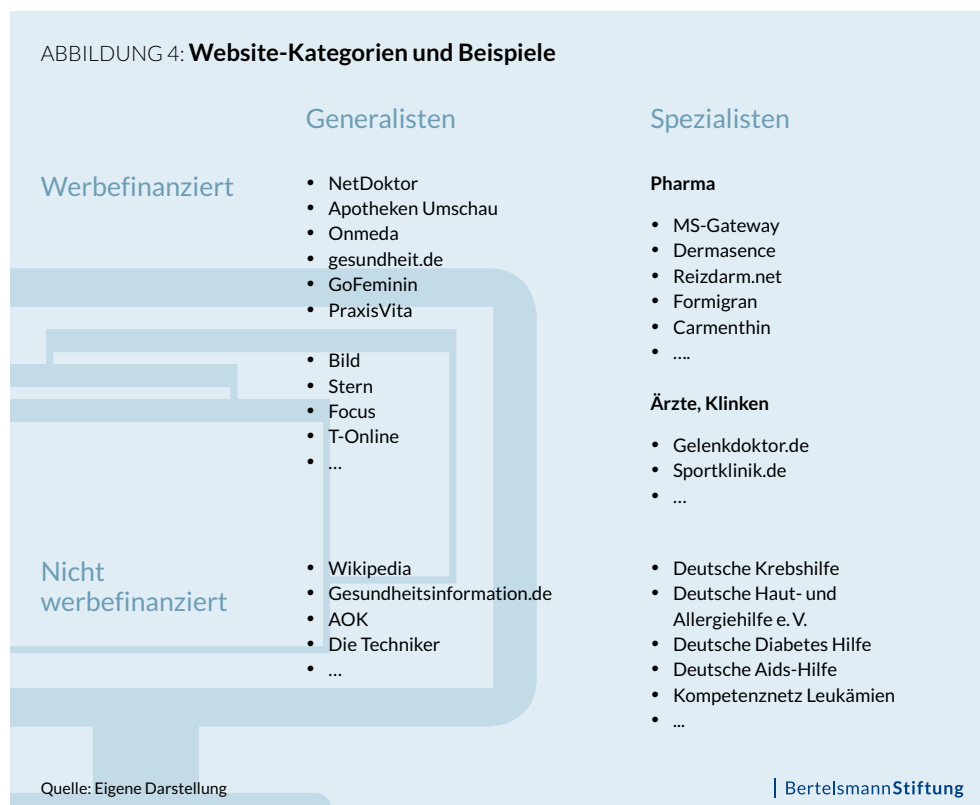 ABBILDUNG 4: Website-Kategorien und Beispiele
Generalisten
Spezialisten
Werbefinanziert
• NetDoktor
• Apotheken Umschau
• Onmeda
• gesundheit.de
• GoFeminin
• PraxisVita
• Bild
• Stern
• Focus
• T-Online
• ...
Pharma
• MS-Gateway
• Dermasence
• Reizdarm.net
• Formigran
• Carmenthin
• ....
Ärzte, Klinken
• Gelenkdoktor.de
• Sportklinik.de
• ...
Nicht
werbefinanziert
• Wikipedia
• Gesundheitsinformation.de
• AOK
• Die Techniker
• ...
• Deutsche Krebshilfe
• Deutsche Haut- und
Allergiehilfe e. V.
• Deutsche Diabetes Hilfe
• Deutsche Aids-Hilfe
• Kompetenznetz Leukämien
• ...
Quelle: Eigene Darstellung
BertelsmannStiftung